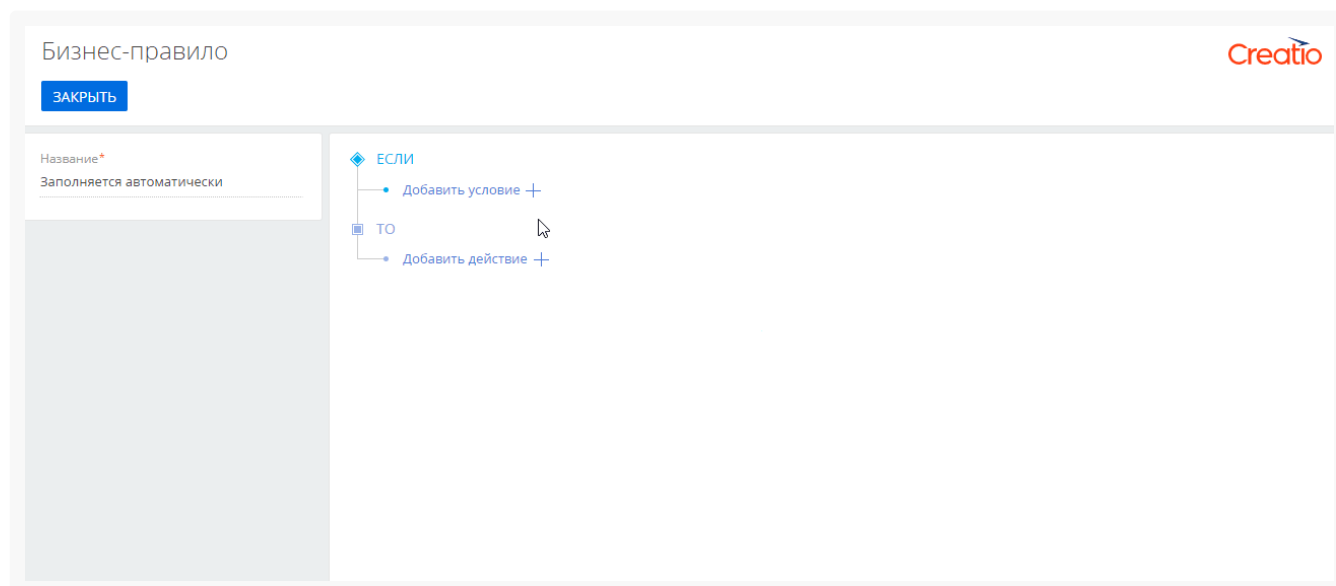 Бизнес-правило
Creatio
ЗАКРЫТЬ
Название*
Заполняется автоматически
ЕСЛИ
Добавить условие
ТО
Добавить действие